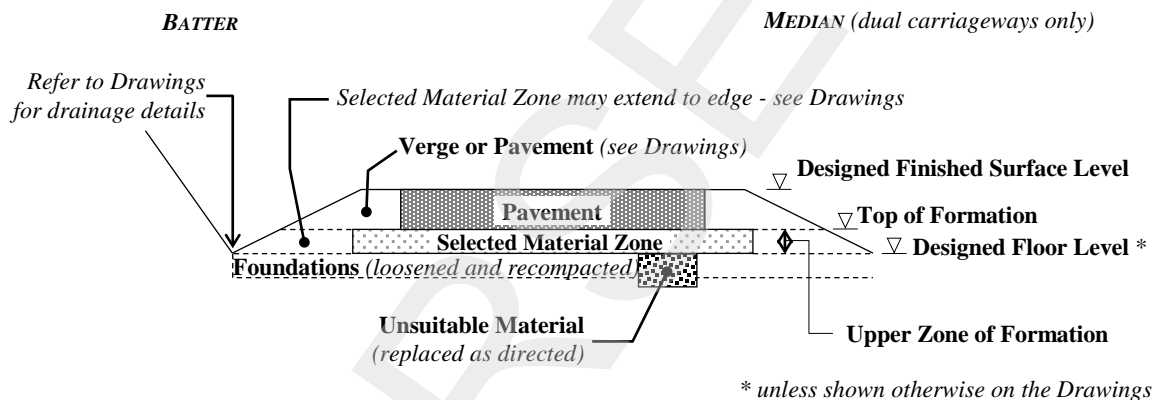 BATTER
MEDIAN (dual carriageways only)
Refer to Drawings
for drainage details
Selected Material Zone may extend to edge - see Drawings
Verge or Pavement (see Drawings)
Designed Finished Surface Level
Pavement
Top of Formation
Selected Material Zone
Designed Floor Level *
Foundations (loosened and recompacted)
Unsuitable Material
(replaced as directed)
Upper Zone of Formation
* unless shown otherwise on the Drawings